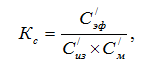 K_c = C^/_эф / (C^/_из × C^/_м),